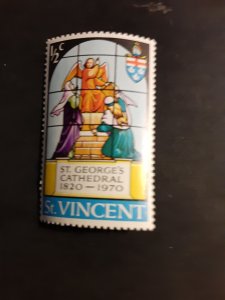 ½c
ST. GEORGE'S
CATHEDRAL
1820 — 1970
St. VINCENT